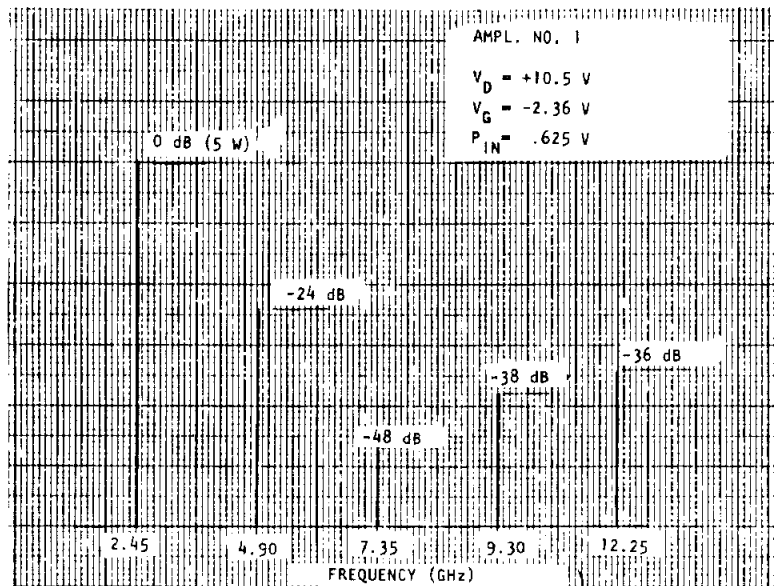 AMPL. NO. 1
V_D = +10.5 V
V_G = -2.36 V
P_IN = .625 V
0 dB (5 W)
-24 dB
-36 dB
-38 dB
-48 dB
2.45 4.90 7.35 9.30 12.25
FREQUENCY (GHz)